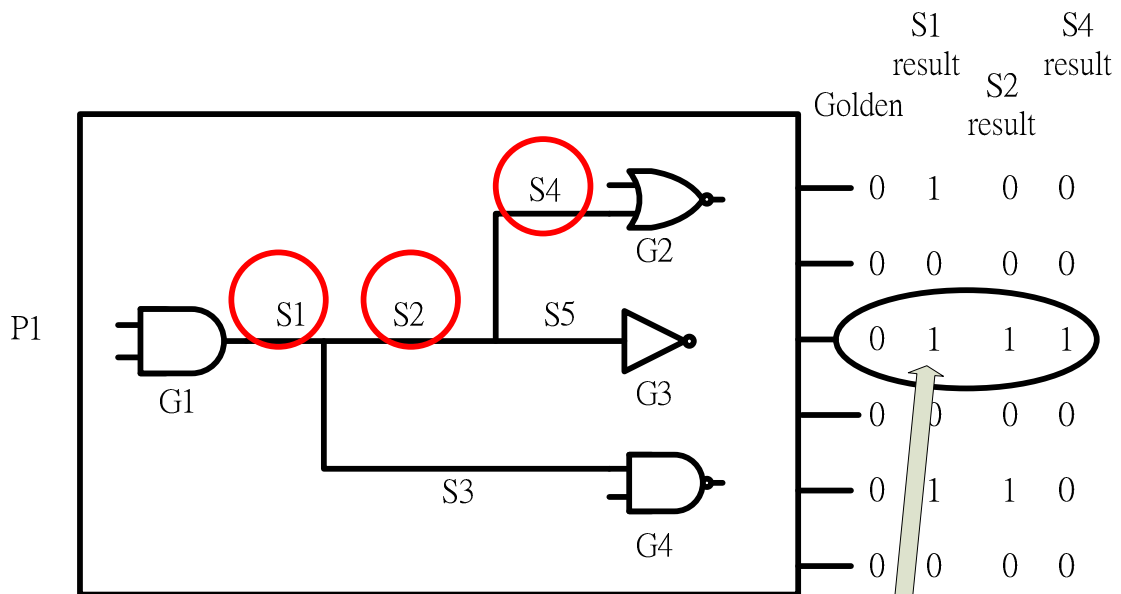 S1
result
S4
result
S2
result
Golden
S4
0 1 0 0
G2
0 0 0 0
P1
S1
S2
S5
0 1 1 1
G1
G3
0 0 0 0
S3
0 1 1 0
G4
0 0 0 0